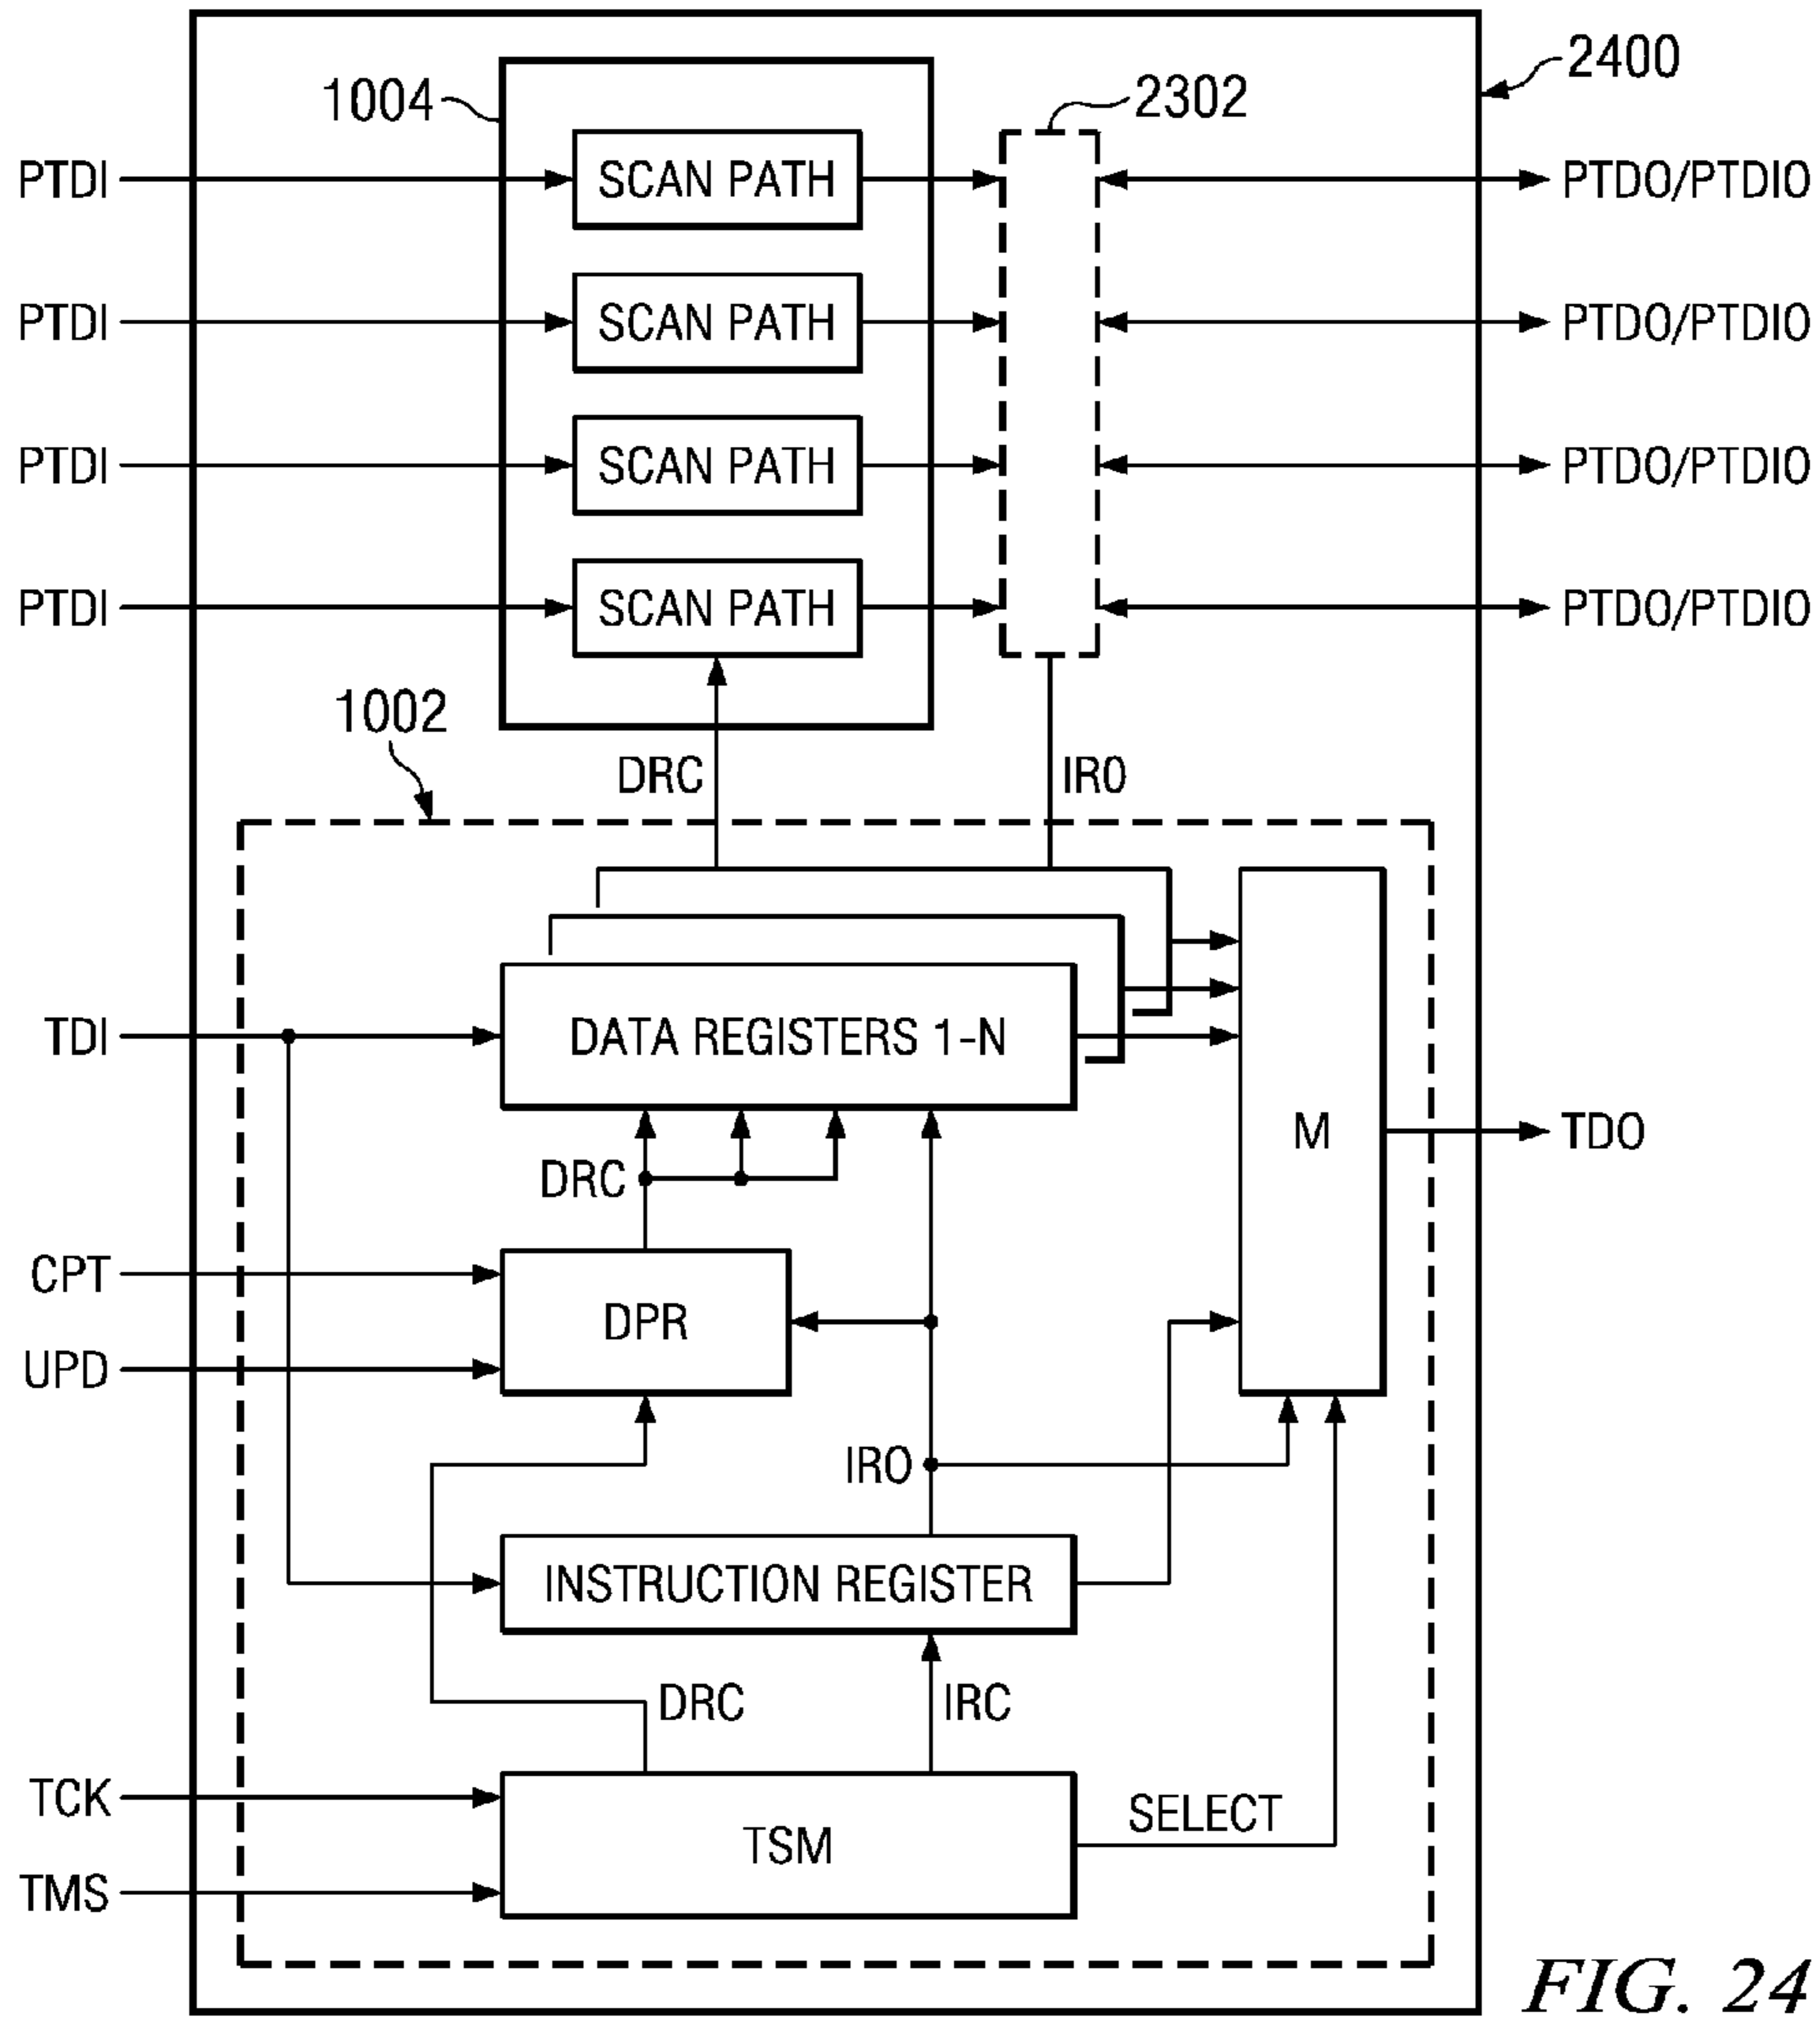 2400
1004
2302
PTDI
SCAN PATH
PTDO/PTDIO
PTDI
SCAN PATH
PTDO/PTDIO
PTDI
SCAN PATH
PTDO/PTDIO
PTDI
SCAN PATH
PTDO/PTDIO
1002
DRC
IRO
TDI
DATA REGISTERS 1-N
M
TDO
DRC
CPT
DPR
UPD
IRO
INSTRUCTION REGISTER
DRC
IRC
TCK
TSM
SELECT
TMS
FIG. 24